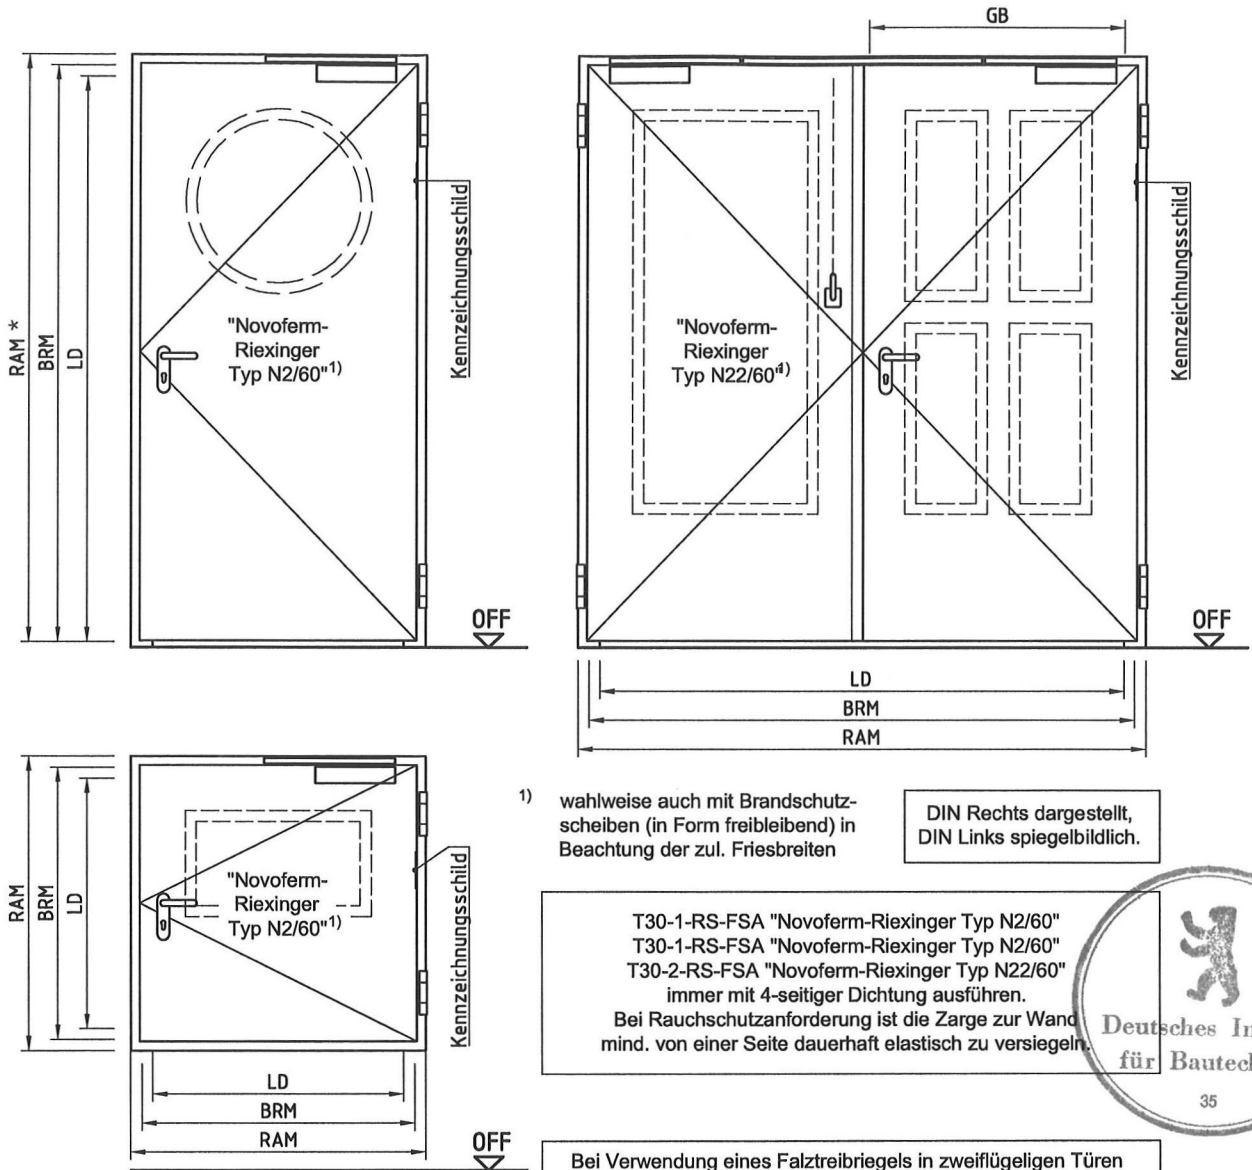 GB
RAM *
BRM
LD
"Novoferm-
Riexinger
Typ N2/60"1)
Kennzeichnungsschild
OFF
"Novoferm-
Riexinger
Typ N22/60"1)
Kennzeichnungsschild
OFF
LD
BRM
RAM
RAM
BRM
LD
"Novoferm-
Riexinger
Typ N2/60"1)
Kennzeichnungsschild
LD
BRM
RAM
OFF
1) wahlweise auch mit Brandschutz-
scheiben (in Form freibleibend) in
Beachtung der zul. Friesbreiten
DIN Rechts dargestellt,
DIN Links spiegelbildlich.
T30-1-RS-FSA "Novoferm-Riexinger Typ N2/60"
T30-1-RS-FSA "Novoferm-Riexinger Typ N2/60"
T30-2-RS-FSA "Novoferm-Riexinger Typ N22/60"
immer mit 4-seitiger Dichtung ausführen.
Bei Rauchschutzanforderung ist die Zarge zur Wand
mind. von einer Seite dauerhaft elastisch zu versiegeln.
Deutsches
für
35
Bei Verwendung eines Falztreibriegels in zweiflügeligen Türen